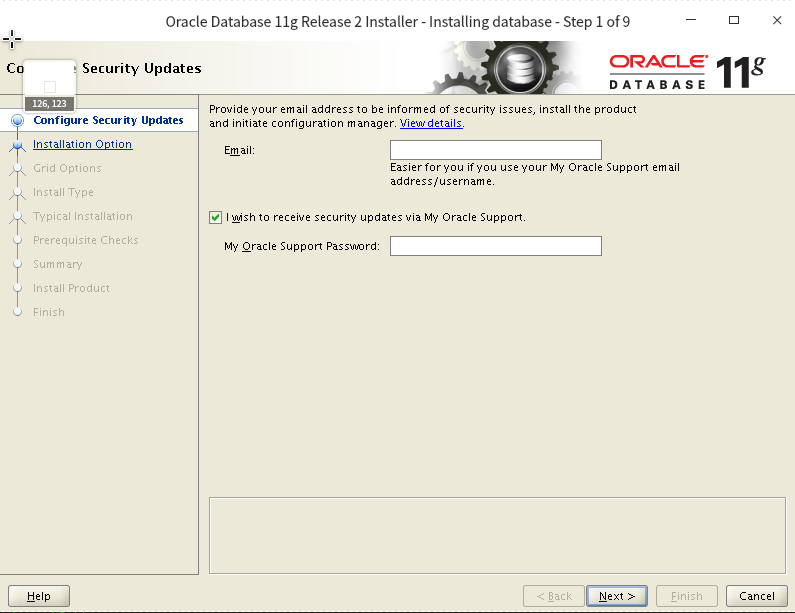 Oracle Database 11g Release 2 Installer - Installing database - Step 1 of 9
Co Security Updates
ORACLE
DATABASE 11g
126, 123
Configure Security Updates
Installation Option
Grid Options
Install Type
Typical Installation
Prerequisite Checks
Summary
Install Product
Finish
Provide your email address to be informed of security issues, install the product
and initiate configuration manager. View details.
Email:
Easier for you if you use your My Oracle Support email
address/username.
I wish to receive security updates via My Oracle Support.
My Oracle Support Password:
Help
< Back
Next >
Finish
Cancel